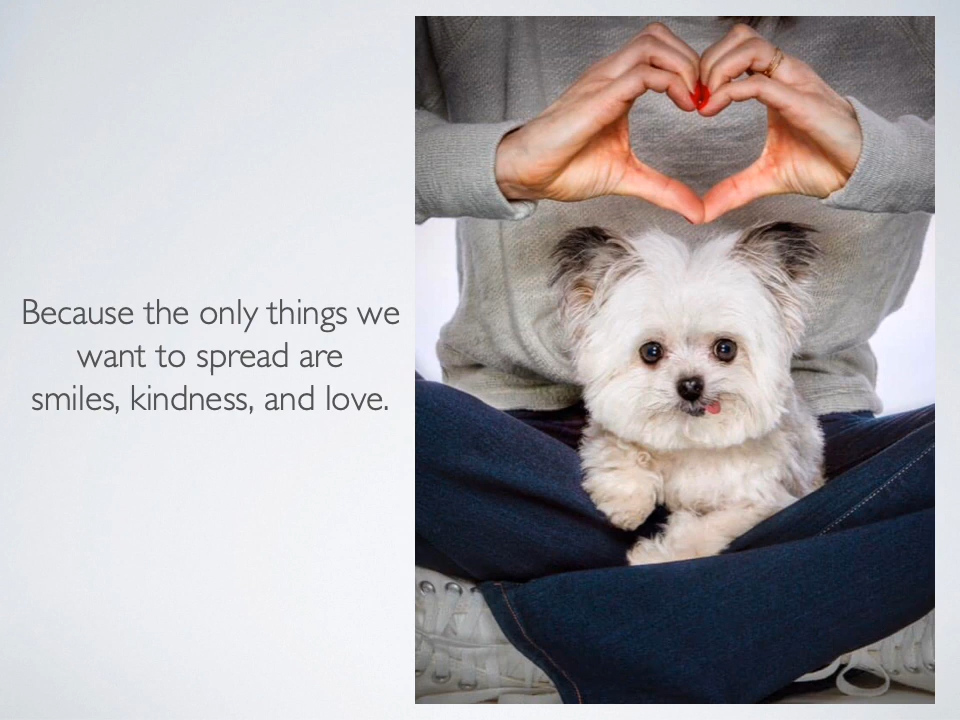 Because the only things we
want to spread are
smiles, kindness, and love.